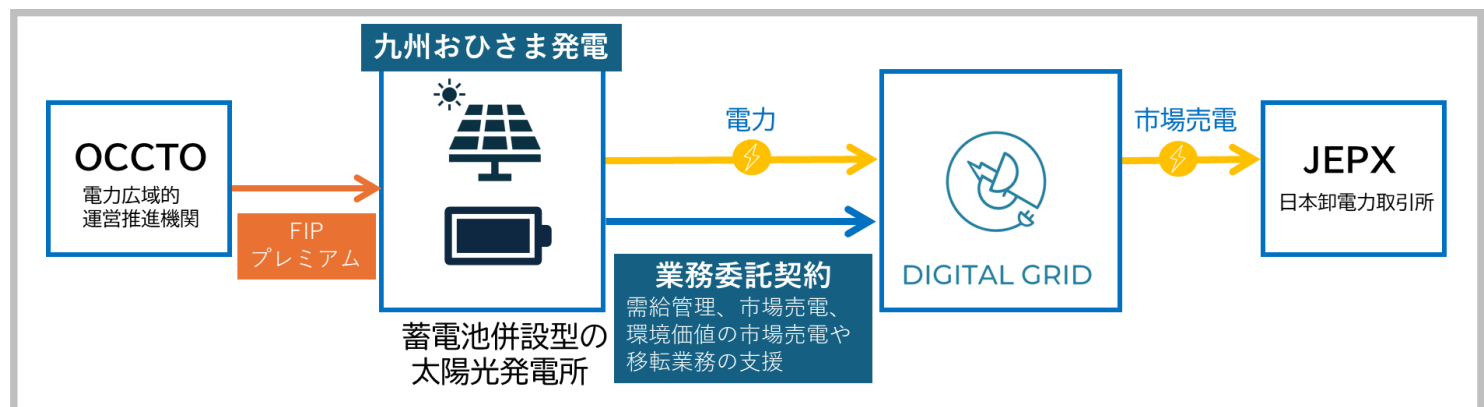 九州おひさま発電
OCCTO
電力広域的
運営推進機関
FIP
プレミアム
蓄電池併設型の
太陽光発電所
電力
業務委託契約
需給管理、市場売電、
環境価値の市場売電や
移転業務の支援
DIGITAL GRID
市場売電
JEPX
日本卸電力取引所